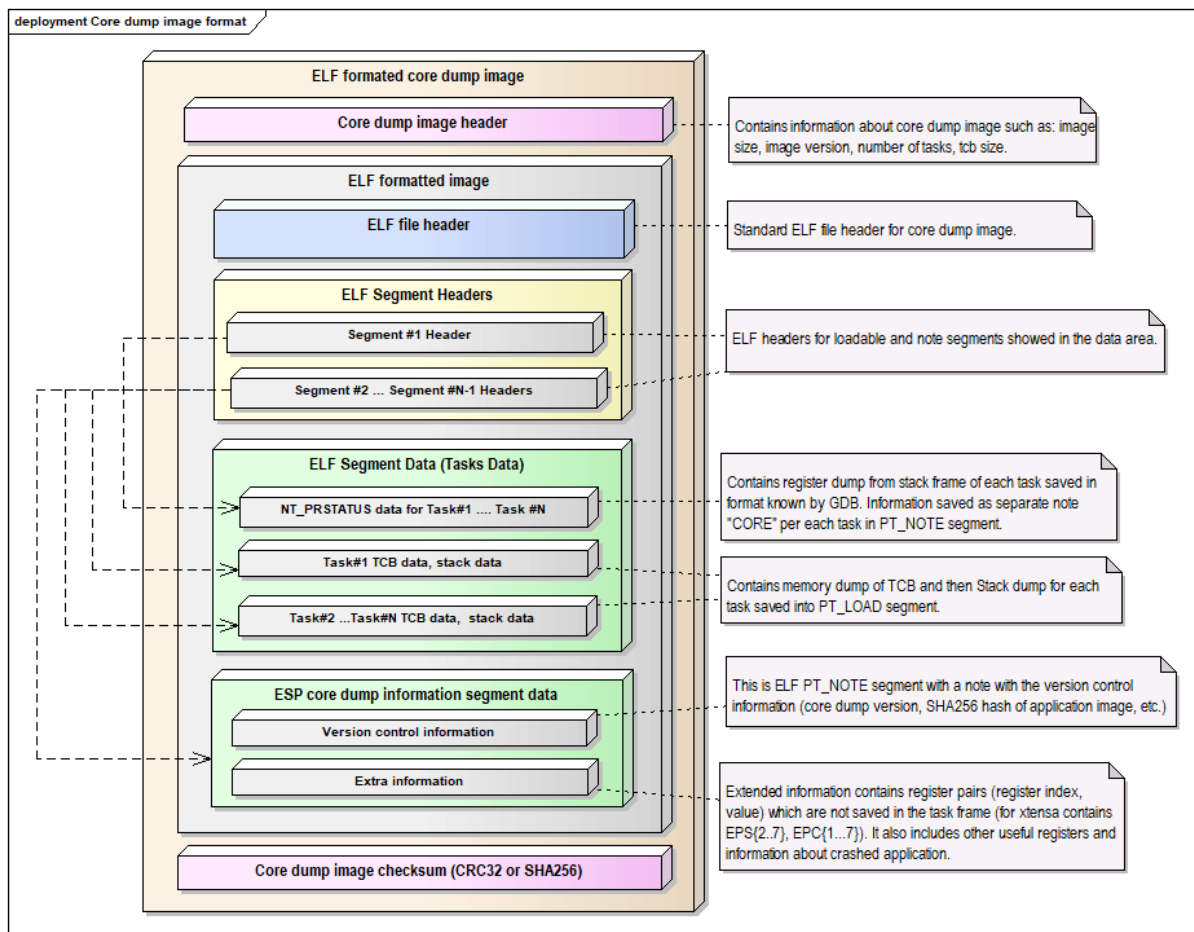 deployment Core dump image format
ELF formated core dump image
Core dump image header
Contains information about core dump image such as: image
size, image version, number of tasks, tcb size.
ELF formatted image
ELF file header
Standard ELF file header for core dump image.
ELF Segment Headers
Segment #1 Header
ELF headers for loadable and note segments showed in the data area.
Segment #2 ... Segment #N-1 Headers
ELF Segment Data (Tasks Data)
NT_PRSTATUS data for Task#1 .... Task #N
Contains register dump from stack frame of each task saved in
format known by GDB. Information saved as separate note
"CORE" per each task in PT_NOTE segment.
Task#1 TCB data, stack data
Contains memory dump of TCB and then Stack dump for each
task saved into PT_LOAD segment.
Task#2 ...Task#N TCB data, stack data
ESP core dump information segment data
Version control information
This is ELF PT_NOTE segment with a note with the version control
information (core dump version, SHA256 hash of application image, etc.)
Extra information
Extended information contains register pairs (register index,
value) which are not saved in the task frame (for xtensa contains
EPS{2..7}, EPC{1...7}). It also includes other useful registers and
information about crashed application.
Core dump image checksum (CRC32 or SHA256)